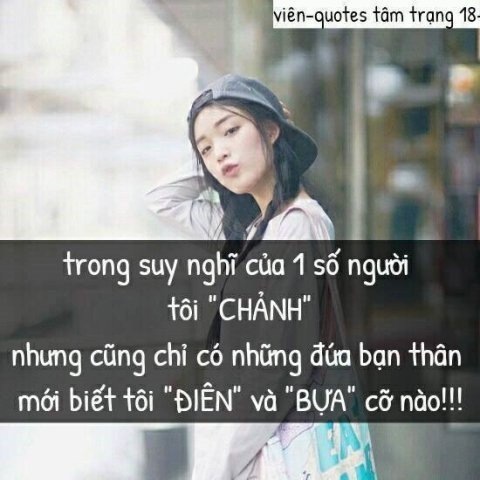 viên-quotes tâm trạng 18-
trong suy nghĩ của 1 số người
tôi "CHẢNH"
nhưng cũng chỉ có những đứa bạn thân
mới biết tôi "ĐIÊN" và "BỰA" cỡ nào!!!